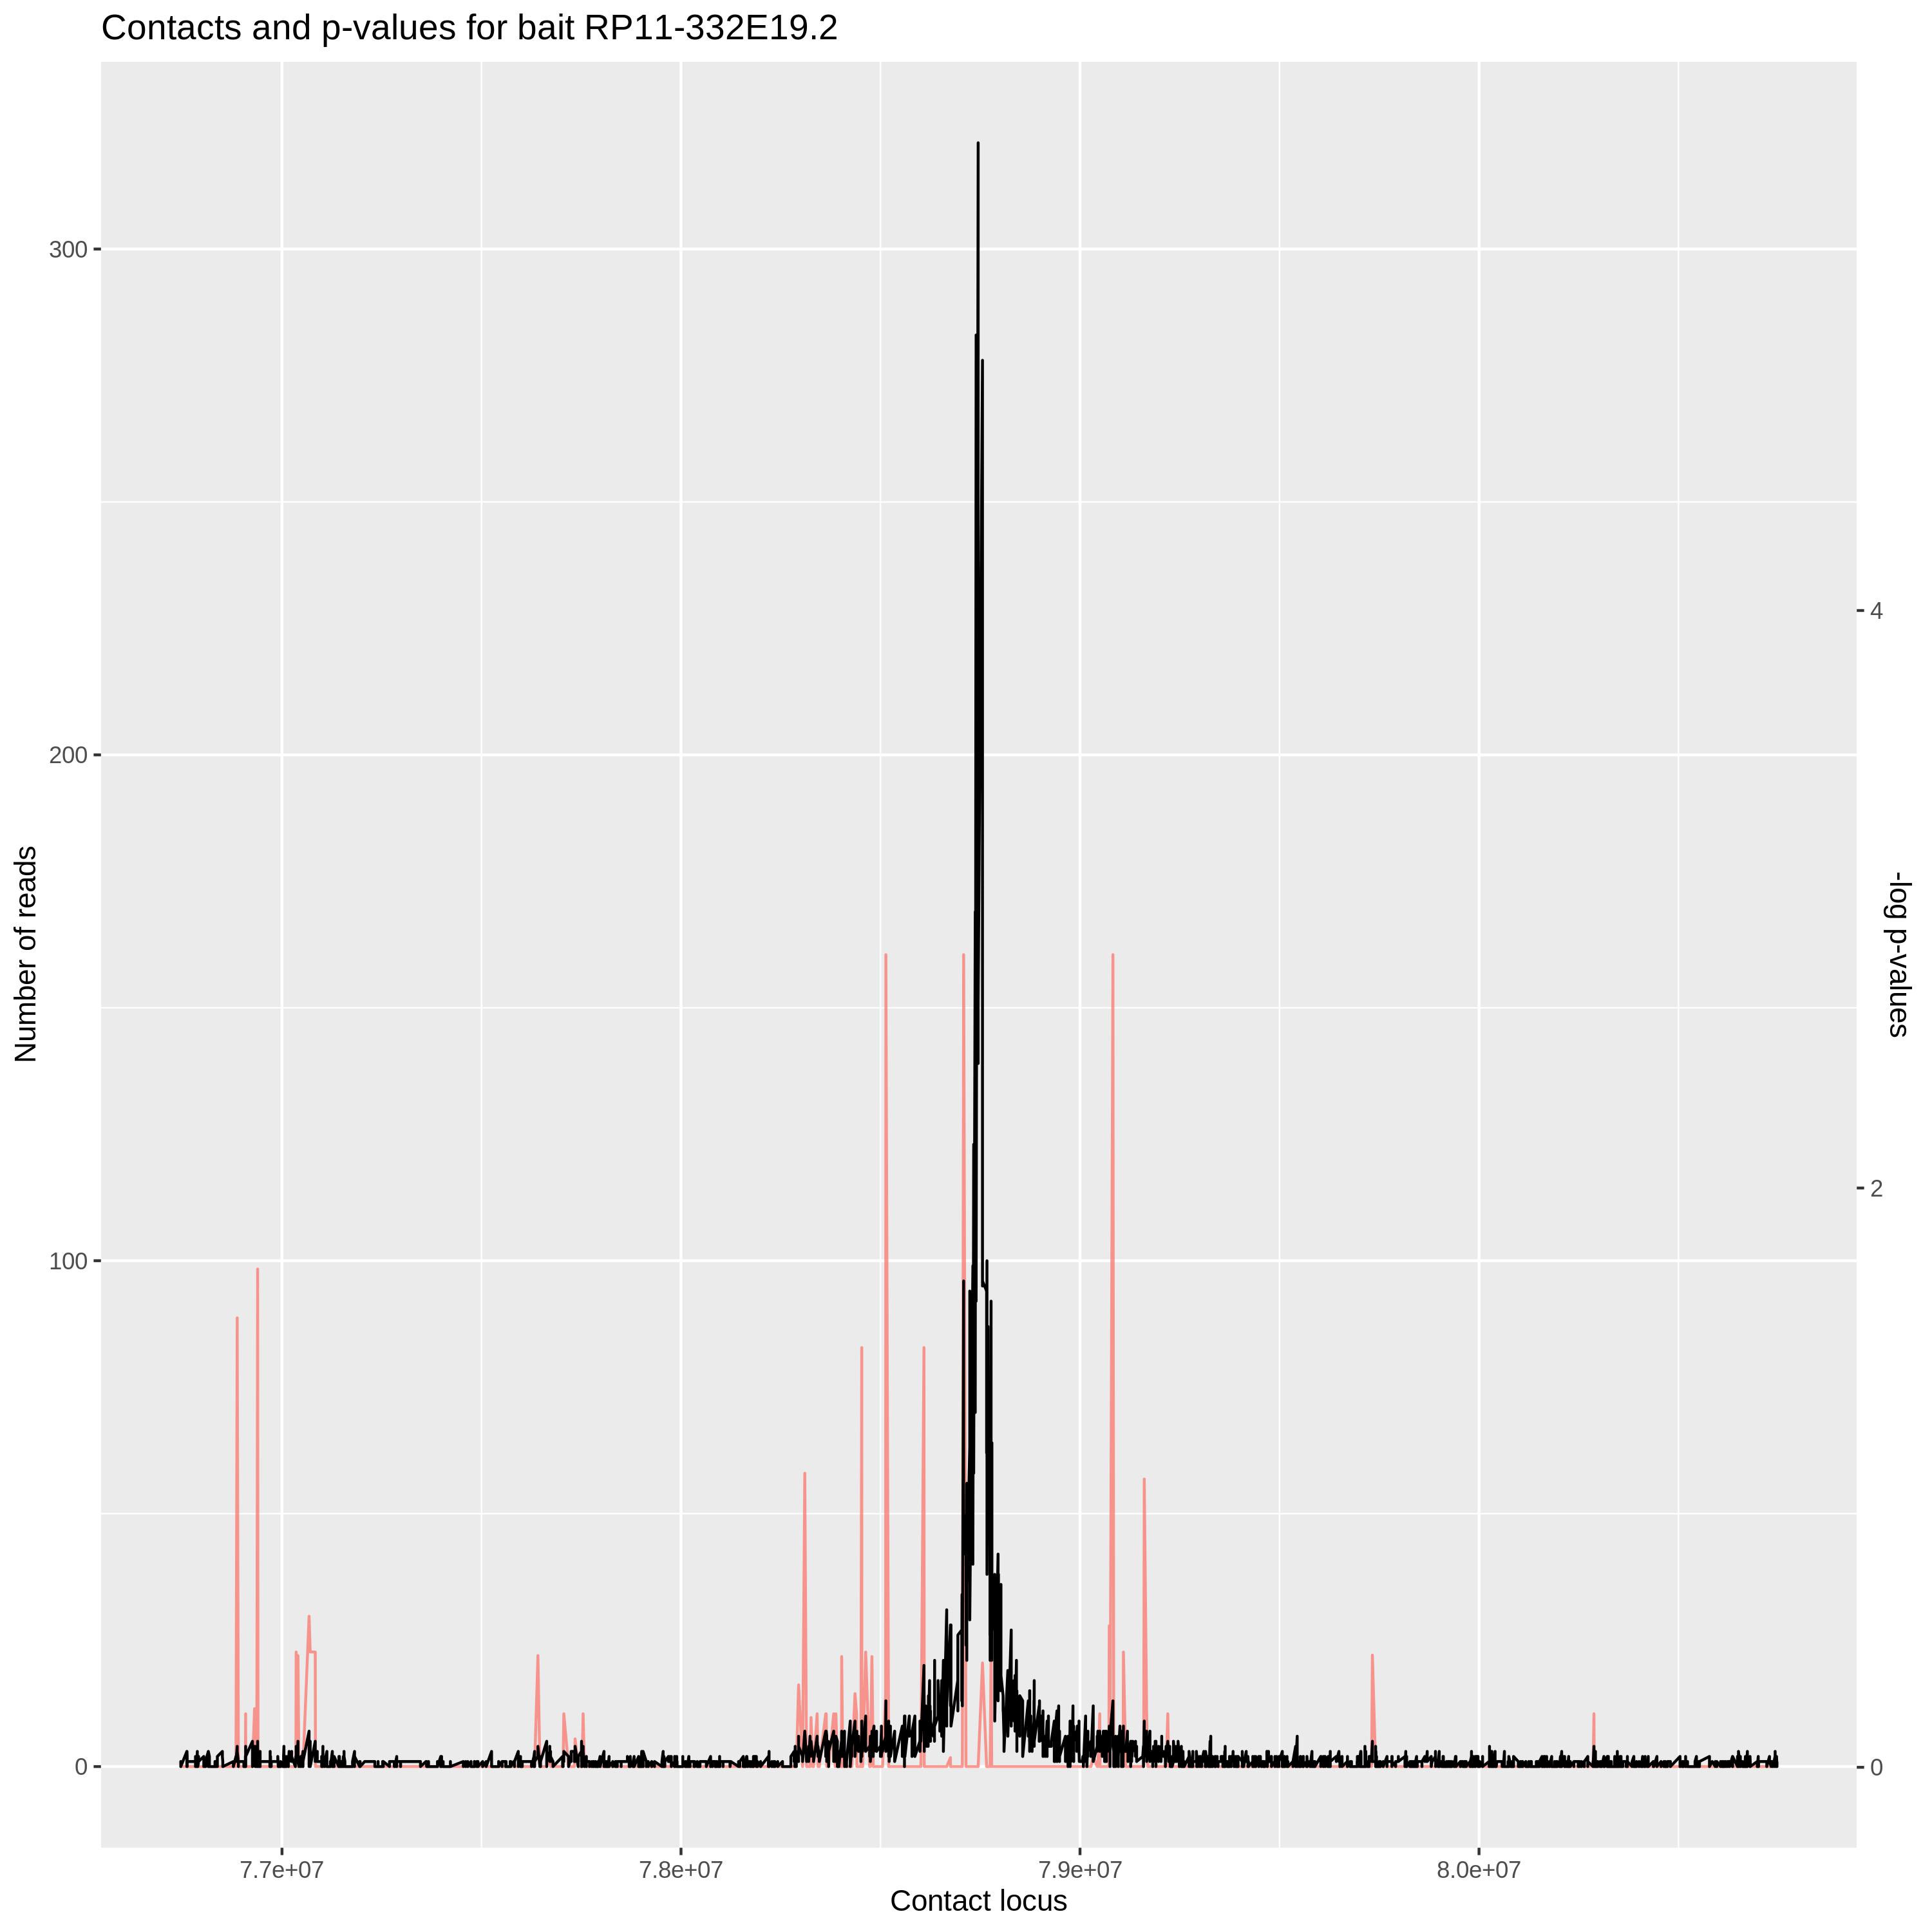 Contacts and p-values for bait RP11-332E19.2
300
200
100
0
Number of reads
4
2
0
-log p-values
7.7e+07
7.8e+07
7.9e+07
8.0e+07
Contact locus